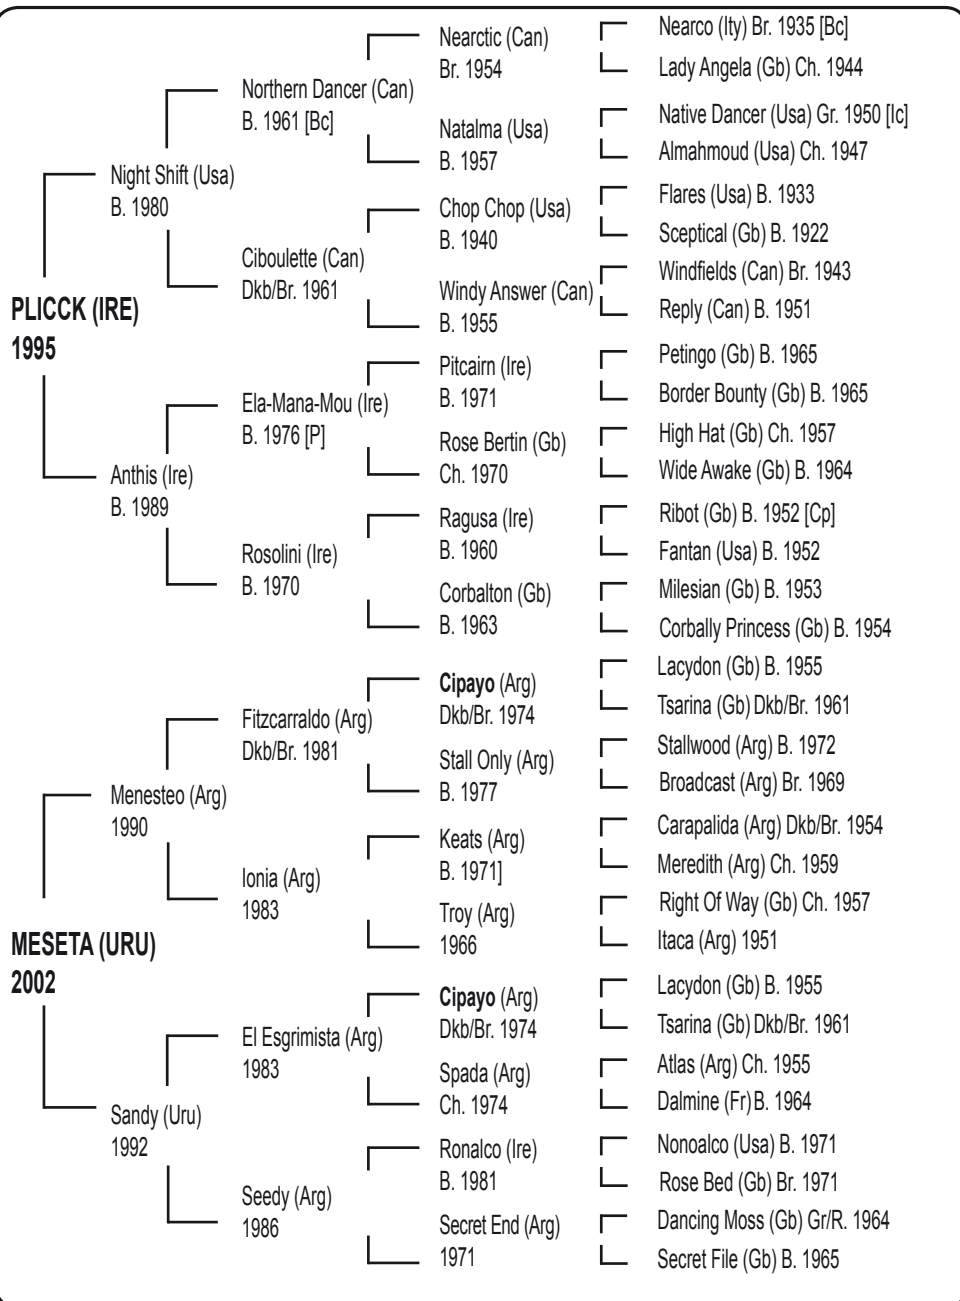 PLICCK (IRE)
1995
Night Shift (Usa)
B. 1980
Anthis (Ire)
B. 1989
Northern Dancer (Can)
B. 1961 [Bc]
Ciboulette (Can)
Dkb/Br. 1961
Ela-Mana-Mou (Ire)
B. 1976 [P]
Rosolini (Ire)
B. 1970
Nearctic (Can)
Br. 1954
Natalma (Usa)
B. 1957
Chop Chop (Usa)
B. 1940
Windy Answer (Can)
B. 1955
Pitcairn (Ire)
B. 1971
Rose Bertin (Gb)
Ch. 1970
Ragusa (Ire)
B. 1960
Corbalton (Gb)
B. 1963
Nearco (Ity) Br. 1935 [Bc]
Lady Angela (Gb) Ch. 1944
Native Dancer (Usa) Gr. 1950 [Ic]
Almahmoud (Usa) Ch. 1947
Flares (Usa) B. 1933
Sceptical (Gb) B. 1922
Windfields (Can) Br. 1943
Reply (Can) B. 1951
Petingo (Gb) B. 1965
Border Bounty (Gb) B. 1965
High Hat (Gb) Ch. 1957
Wide Awake (Gb) B. 1964
Ribot (Gb) B. 1952 [Cp]
Fantan (Usa) B. 1952
Milesian (Gb) B. 1953
Corbally Princess (Gb) B. 1954
MESETA (URU)
2002
Menesteo (Arg)
1990
Sandy (Uru)
1992
Fitzcarraldo (Arg)
Dkb/Br. 1981
Ionia (Arg)
1983
El Esgrimista (Arg)
1983
Seedy (Arg)
1986
Cipayo (Arg)
Dkb/Br. 1974
Stall Only (Arg)
B. 1977
Keats (Arg)
B. 1971]
Troy (Arg)
1966
Cipayo (Arg)
Dkb/Br. 1974
Spada (Arg)
Ch. 1974
Ronalco (Ire)
B. 1981
Secret End (Arg)
1971
Lacydon (Gb) B. 1955
Tsarina (Gb) Dkb/Br. 1961
Stallwood (Arg) B. 1972
Broadcast (Arg) Br. 1969
Carapalida (Arg) Dkb/Br. 1954
Meredith (Arg) Ch. 1959
Right Of Way (Gb) Ch. 1957
Itaca (Arg) 1951
Lacydon (Gb) B. 1955
Tsarina (Gb) Dkb/Br. 1961
Atlas (Arg) Ch. 1955
Dalmine (Fr) B. 1964
Nonoalco (Usa) B. 1971
Rose Bed (Gb) Br. 1971
Dancing Moss (Gb) Gr/R. 1964
Secret File (Gb) B. 1965